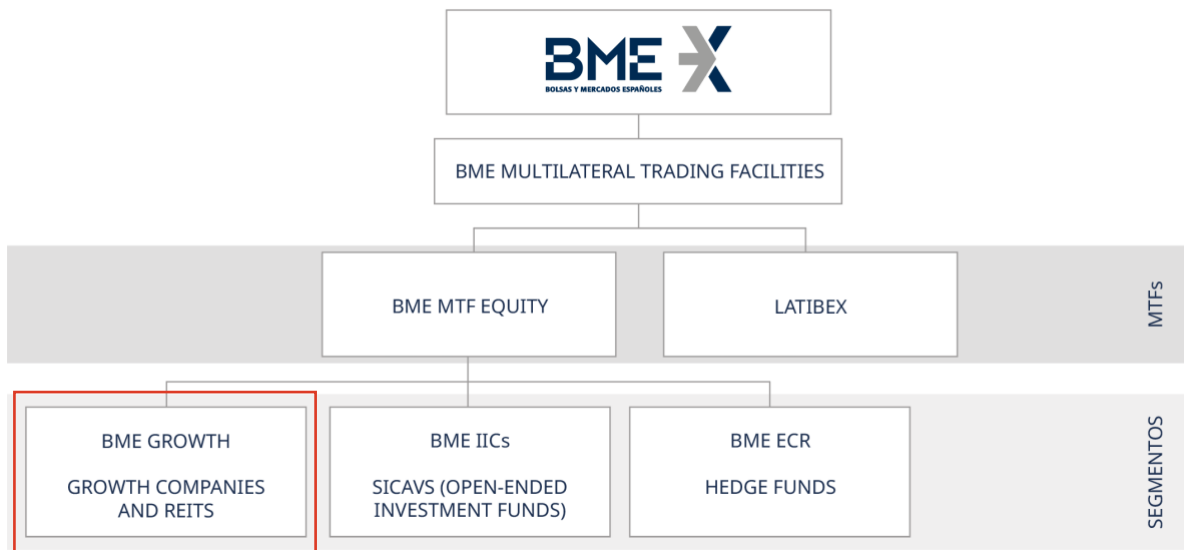 BME X
BOLSAS Y MERCADOS ESPAÑOLES
BME MULTILATERAL TRADING FACILITIES
BME MTF EQUITY
LATIBEX
MTFs
BME GROWTH
GROWTH COMPANIES
AND REITS
BME IICs
SICAVS (OPEN-ENDED
INVESTMENT FUNDS)
BME ECR
HEDGE FUNDS
SEGMENTOS